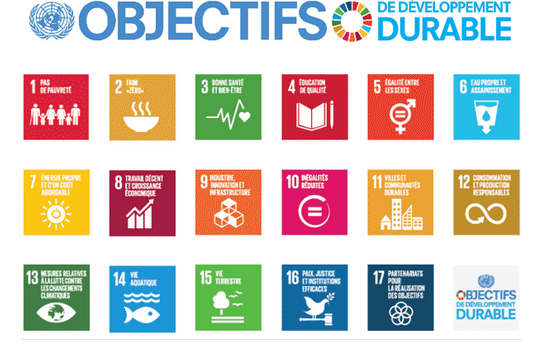 OBJECTIFS DE DÉVELOPPEMENT
DURABLE
1 PAS
DE PAUVRETÉ
2 FAIM
«ZÉRO»
3 BONNE SANTÉ
ET BIEN-ÊTRE
4 ÉDUCATION
DE QUALITÉ
5 ÉGALITÉ ENTRE
LES SEXES
6 EAU PROPRE ET
ASSAINISSEMENT
7 ÉNERGIE PROPRE
ET D'UN COÛT
ABORDABLE
8 TRAVAIL DÉCENT
ET CROISSANCE
ÉCONOMIQUE
9 INDUSTRIE,
INNOVATION ET
INFRASTRUCTURE
10 INÉGALITÉS
RÉDUITES
11 VILLES ET
COMMUNAUTÉS
DURABLES
12 CONSOMMATION
ET PRODUCTION
RESPONSABLES
13 MESURES RELATIVES
À LA LUTTE CONTRE
LES CHANGEMENTS
CLIMATIQUES
14 VIE
AQUATIQUE
15 VIE
TERRESTRE
16 PAIX, JUSTICE
ET INSTITUTIONS
EFFICACES
17 PARTENARIATS
POUR LA RÉALISATION
DES OBJECTIFS
OBJECTIFS
DE DÉVELOPPEMENT
DURABLE